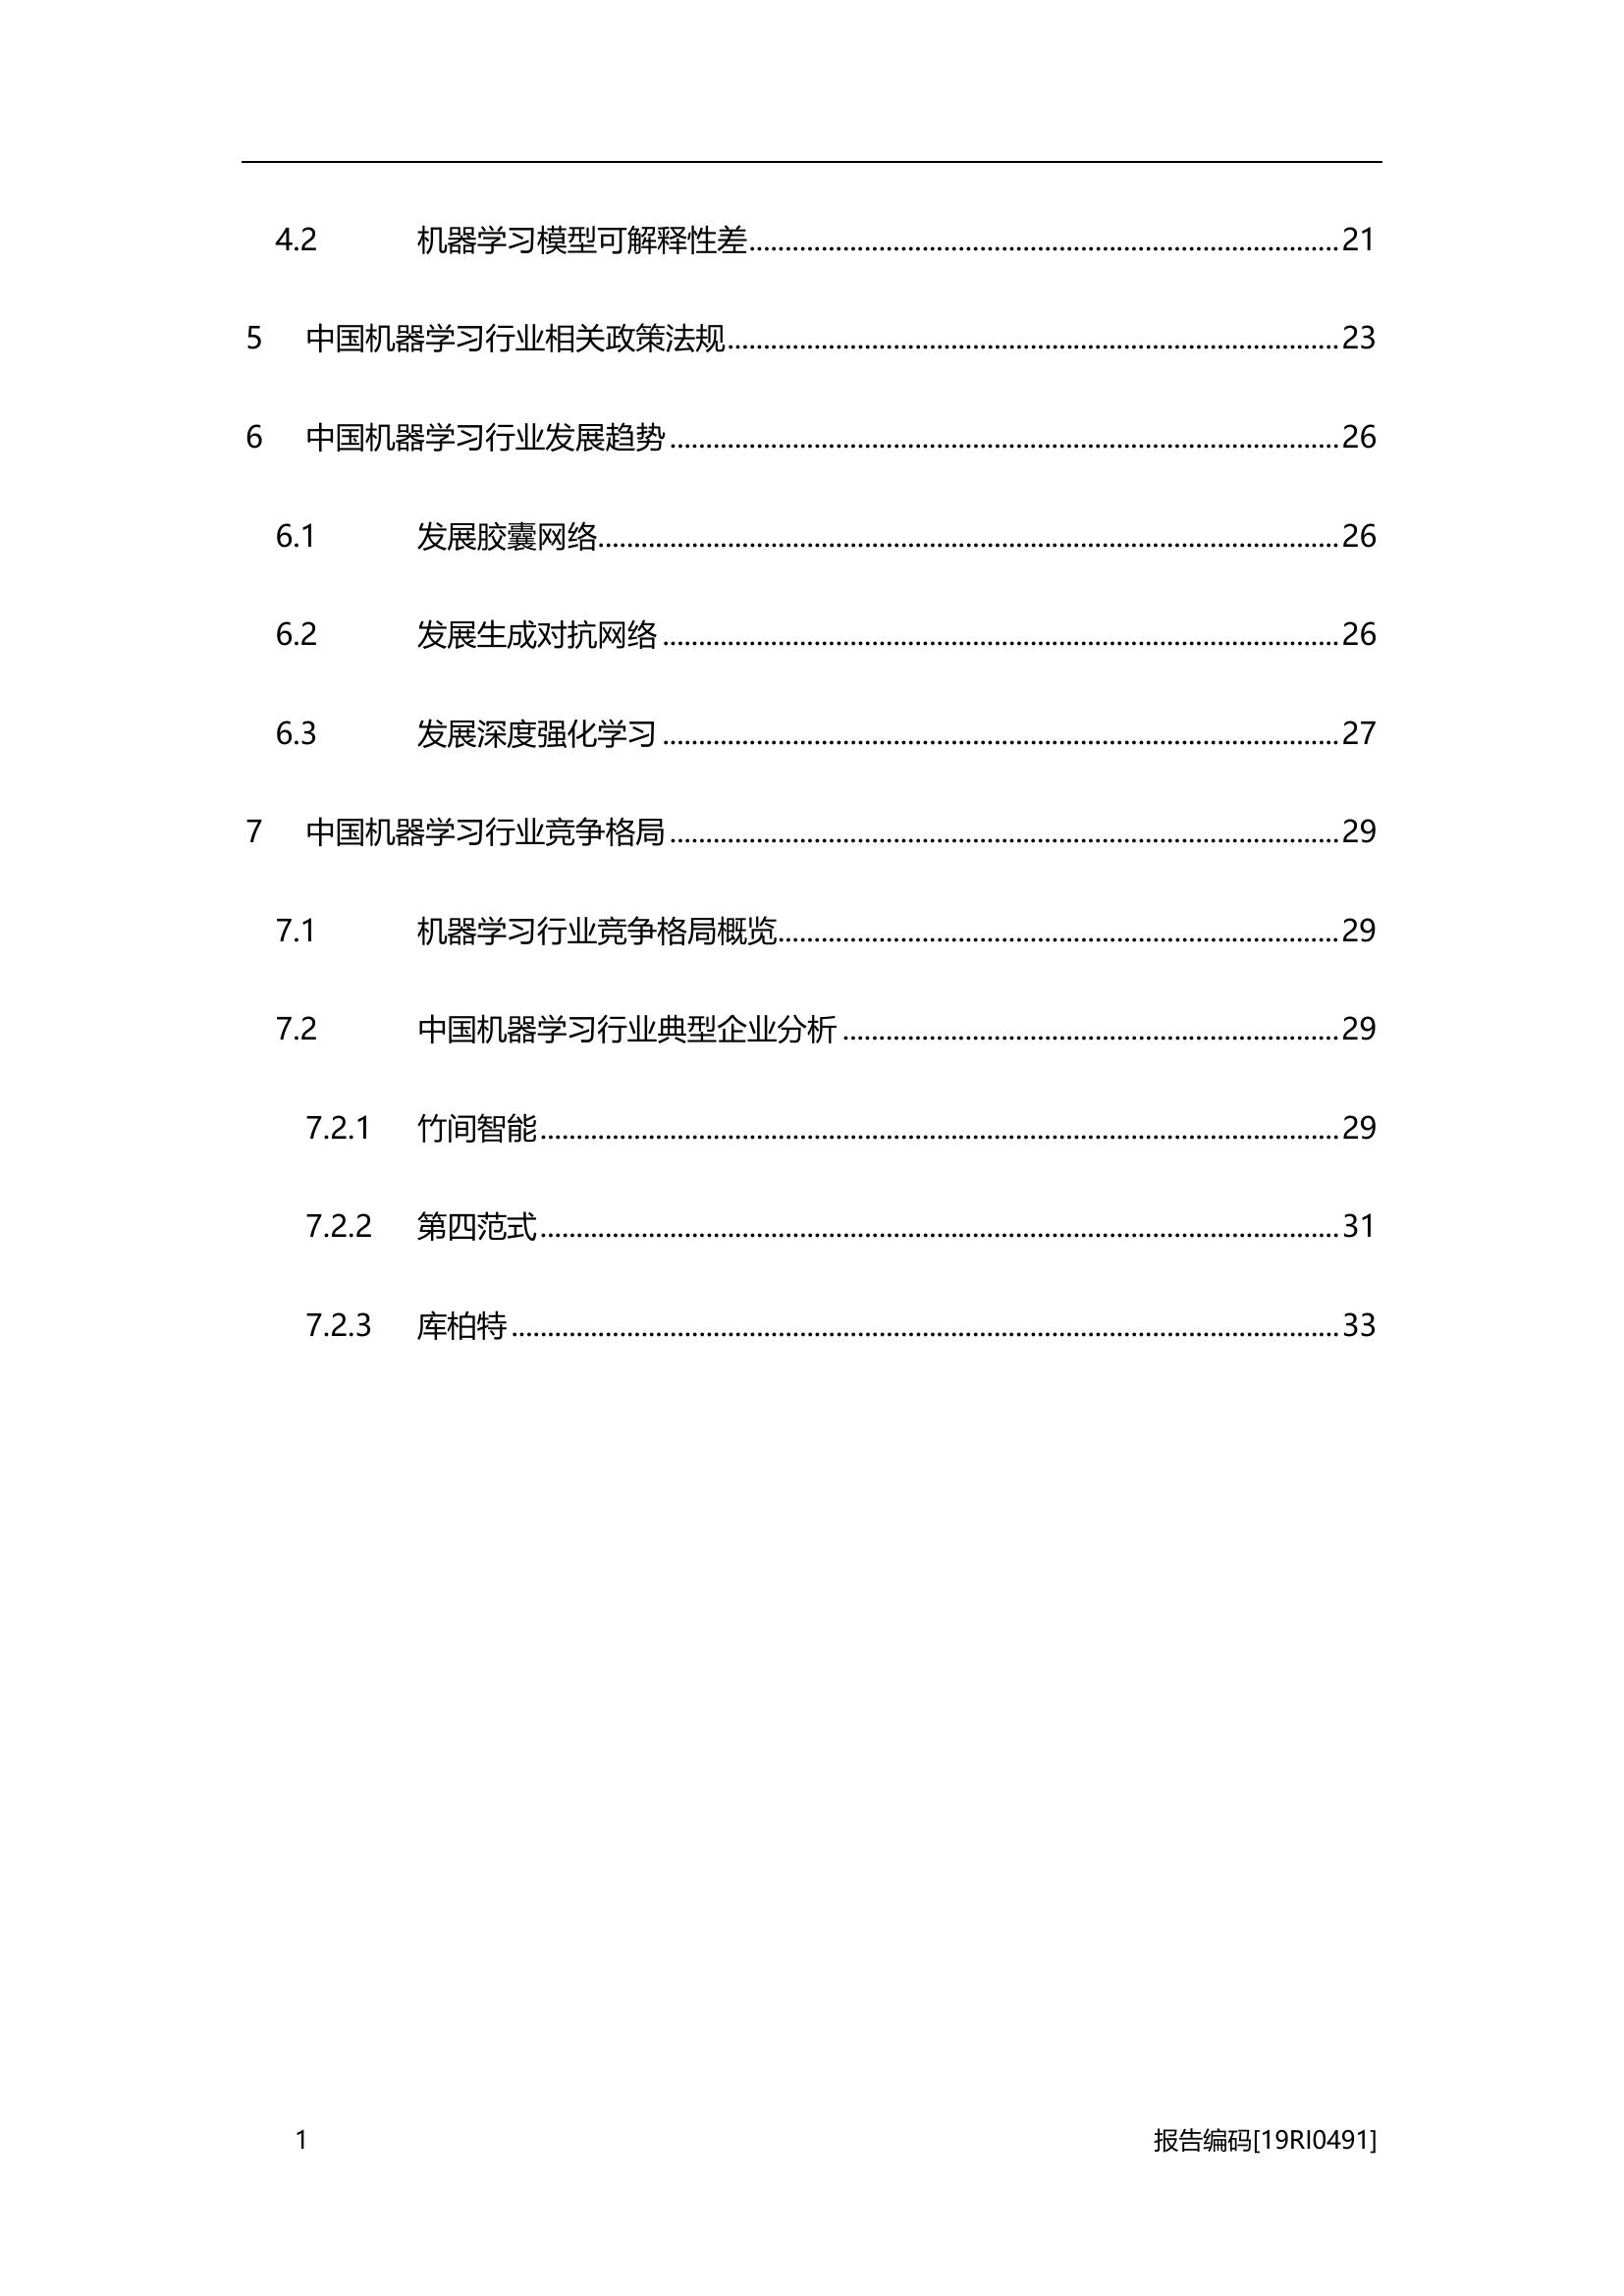 4.2 机器学习模型可解释性差........................................................................21
5 中国机器学习行业相关政策法规........................................................................23
6 中国机器学习行业发展趋势........................................................................26
6.1 发展胶囊网络........................................................................26
6.2 发展生成对抗网络........................................................................26
6.3 发展深度强化学习........................................................................27
7 中国机器学习行业竞争格局........................................................................29
7.1 机器学习行业竞争格局概览........................................................................29
7.2 中国机器学习行业典型企业分析........................................................................29
7.2.1 竹间智能........................................................................29
7.2.2 第四范式........................................................................31
7.2.3 库柏特........................................................................33
1 报告编码[19RI0491]